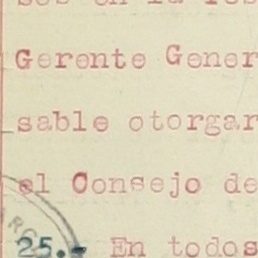 Gerente Gener
sable otorgar
el Consejo de
25.- En todos